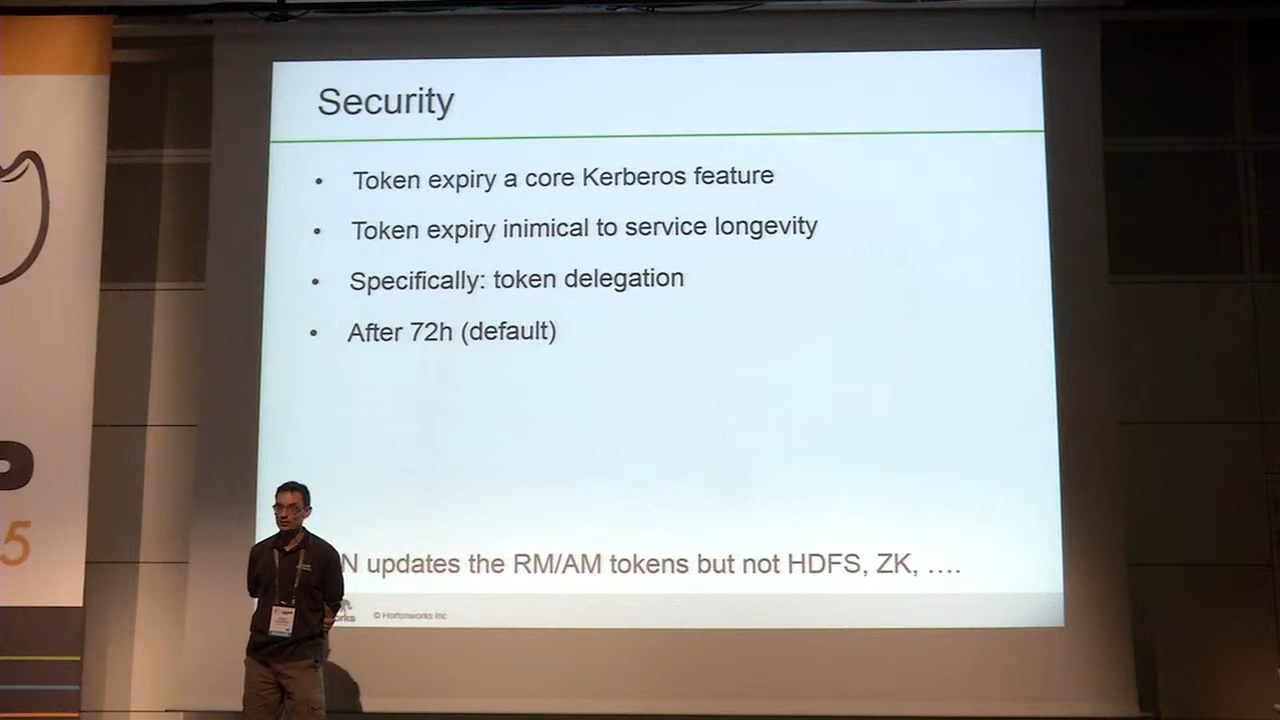 Security
• Token expiry a core Kerberos feature
• Token expiry inimical to service longevity
• Specifically: token delegation
• After 72h (default)
N updates the RM/AM tokens but not HDFS, ZK, ….
© Hortonworks Inc
5